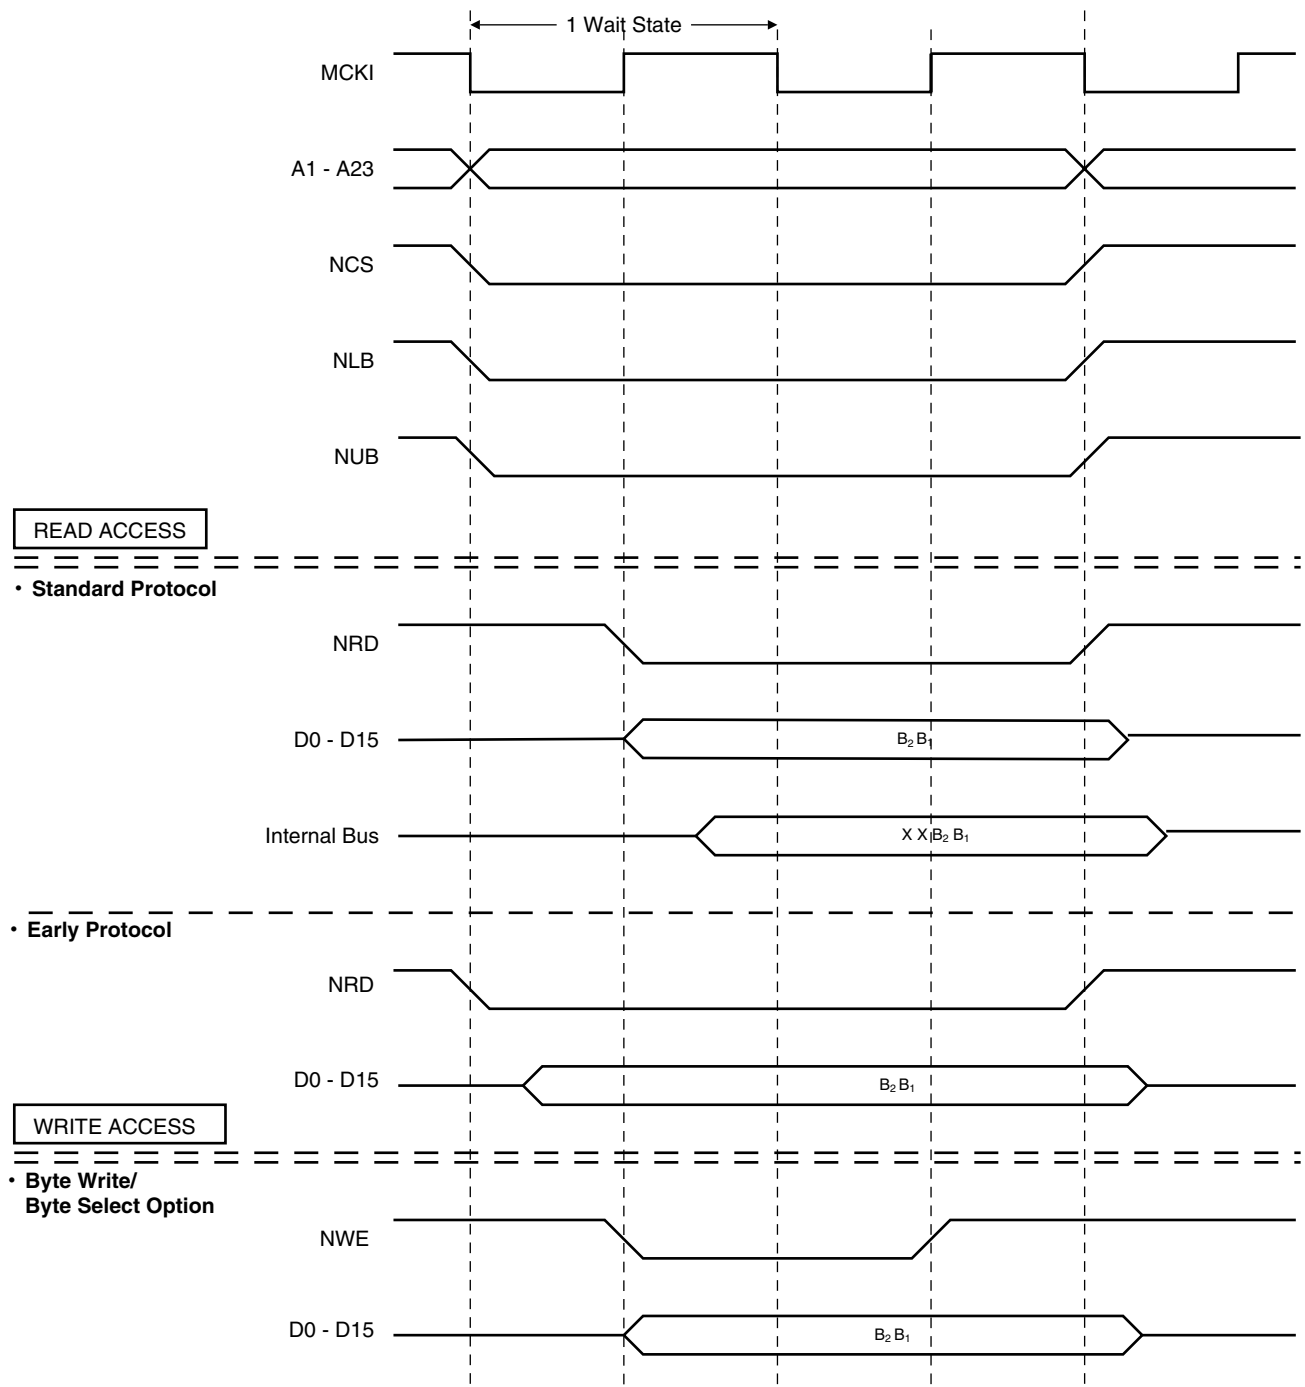 1 Wait State
MCKI
A1 - A23
NCS
NLB
NUB
READ ACCESS
• Standard Protocol
NRD
D0 - D15 B₂ B₁
Internal Bus X X B₂ B₁
• Early Protocol
NRD
D0 - D15 B₂ B₁
WRITE ACCESS
• Byte Write/
Byte Select Option
NWE
D0 - D15 B₂ B₁